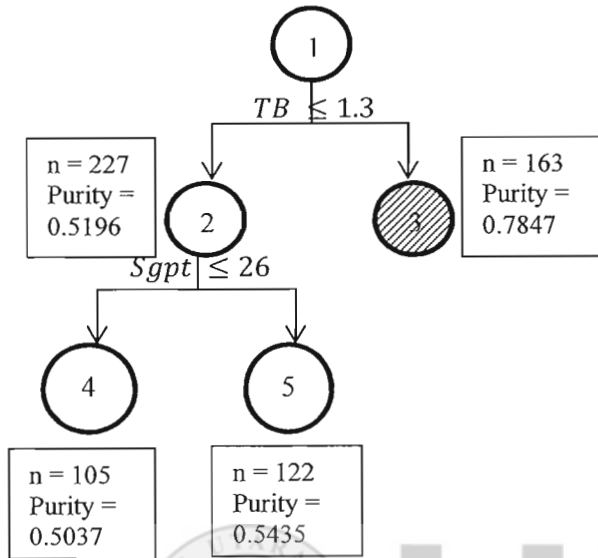 1
TB ≤ 1.3
n = 227
Purity =
0.5196
2
3
n = 163
Purity =
0.7847
Sgpt ≤ 26
4
5
n = 105
Purity =
0.5037
n = 122
Purity =
0.5435